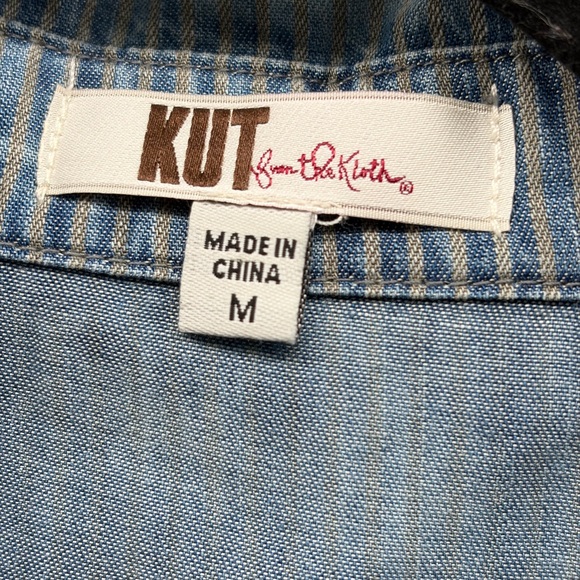 KUT from the Kloth®
MADE IN
CHINA
M